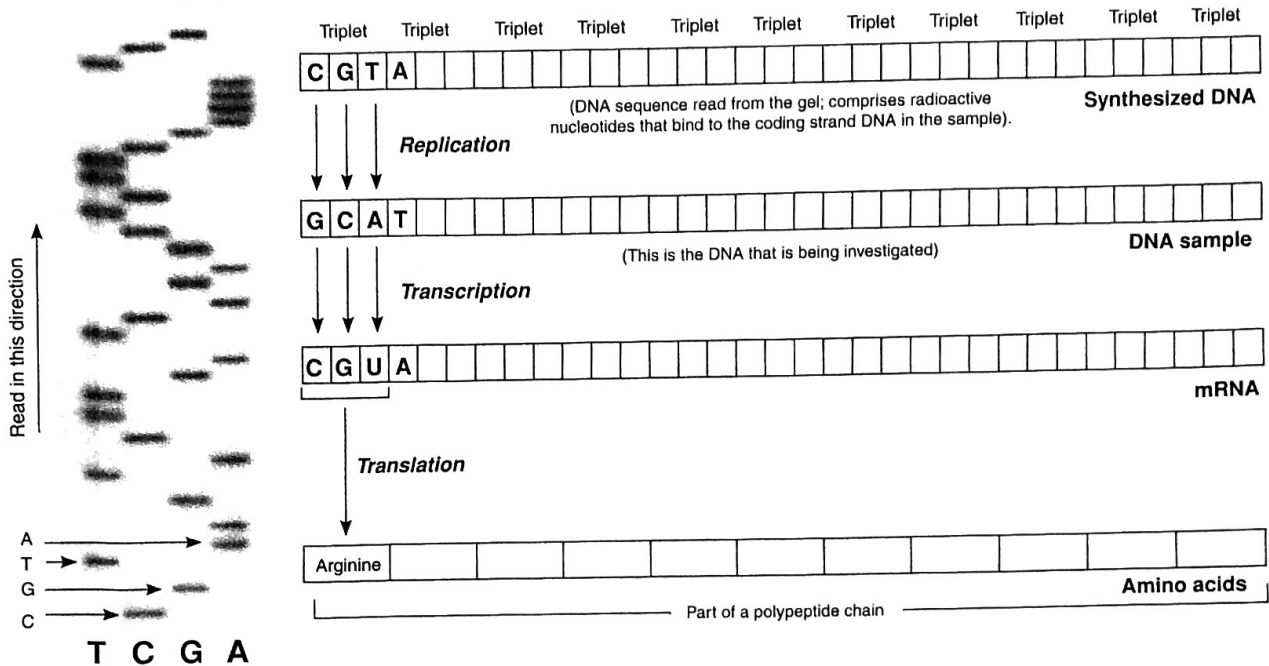 Triplet Triplet Triplet Triplet Triplet Triplet Triplet Triplet Triplet Triplet Triplet
C G T A
Synthesized DNA
(DNA sequence read from the gel; comprises radioactive
nucleotides that bind to the coding strand DNA in the sample).
Replication
G C A T
DNA sample
(This is the DNA that is being investigated)
Transcription
C G U A
mRNA
Translation
Arginine
Amino acids
Part of a polypeptide chain
Read in this direction
A
T
G
C
T C G A